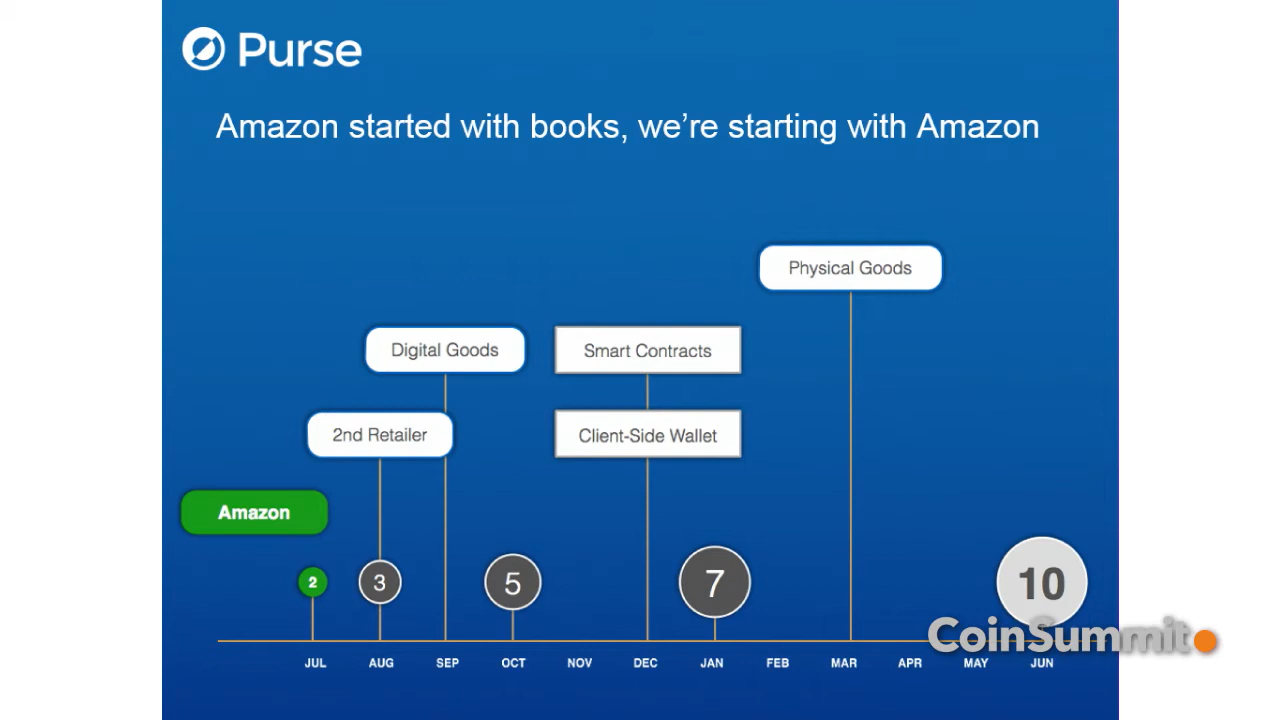 Purse
Amazon started with books, we’re starting with Amazon
Physical Goods
Digital Goods
Smart Contracts
2nd Retailer
Client-Side Wallet
Amazon
2 3 5 7 10
CoinSummit
JUL AUG SEP OCT NOV DEC JAN FEB MAR APR MAY JUN